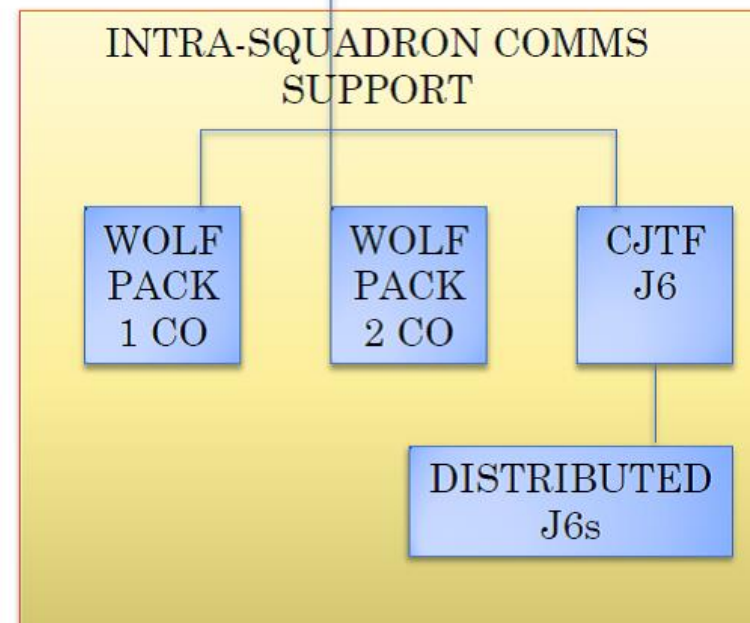 INTRA-SQUADRON COMMS
SUPPORT
WOLF
PACK
1 CO
WOLF
PACK
2 CO
CJTF
J6
DISTRIBUTED
J6s